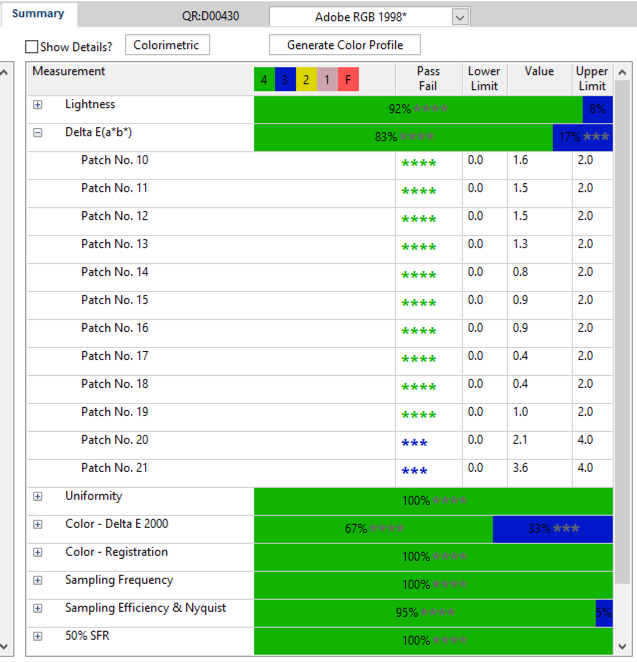 Summary QR:D00430 Adobe RGB 1998*
Show Details? Colorimetric Generate Color Profile
Measurement 4 3 2 1 F Pass Fail Lower Limit Value Upper Limit
Lightness 92%**** 8%
Delta E(a*b*) 83%**** 17%***
Patch No. 10 **** 0.0 1.6 2.0
Patch No. 11 **** 0.0 1.5 2.0
Patch No. 12 **** 0.0 1.5 2.0
Patch No. 13 **** 0.0 1.3 2.0
Patch No. 14 **** 0.0 0.8 2.0
Patch No. 15 **** 0.0 0.9 2.0
Patch No. 16 **** 0.0 0.9 2.0
Patch No. 17 **** 0.0 0.4 2.0
Patch No. 18 **** 0.0 0.4 2.0
Patch No. 19 **** 0.0 1.0 2.0
Patch No. 20 *** 0.0 2.1 4.0
Patch No. 21 *** 0.0 3.6 4.0
Uniformity 100%****
Color - Delta E 2000 67%**** 33%***
Color - Registration 100%****
Sampling Frequency 100%****
Sampling Efficiency & Nyquist 95%**** 5%
50% SFR 100%****